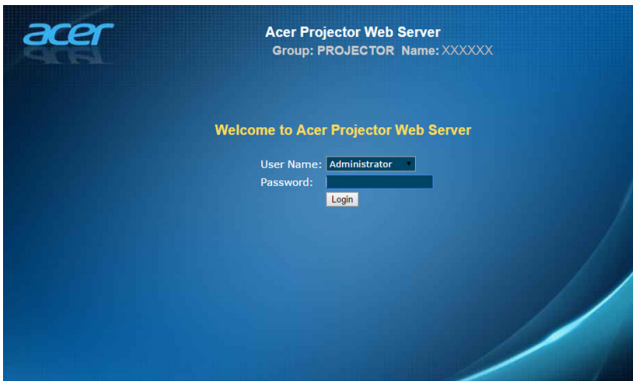 acer
Acer Projector Web Server
Group: PROJECTOR Name: XXXXXX
Welcome to Acer Projector Web Server
User Name: Administrator
Password:
Login